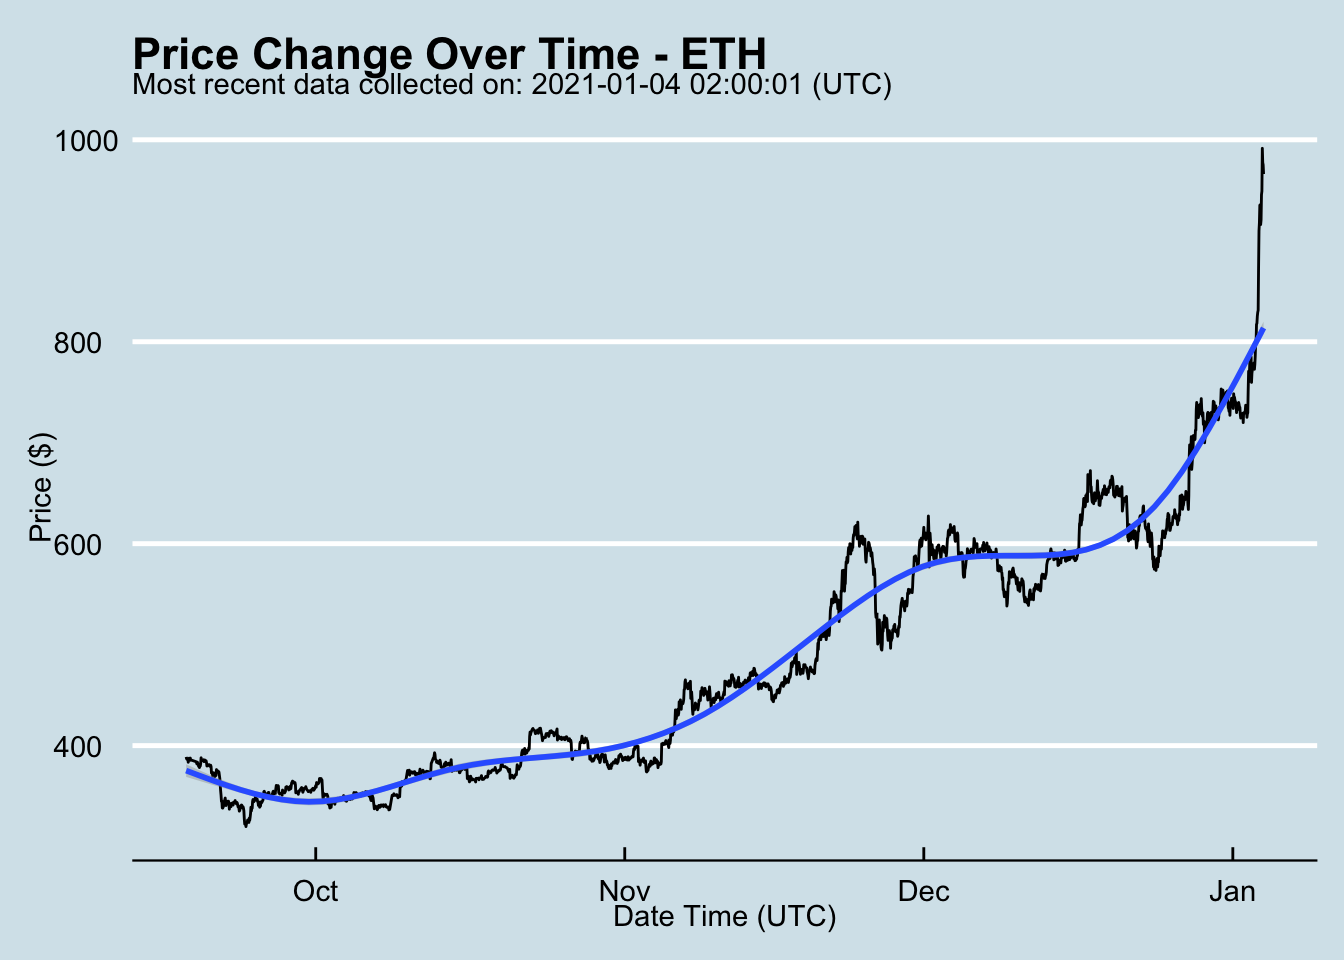 Price Change Over Time - ETH
Most recent data collected on: 2021-01-04 02:00:01 (UTC)
1000
800
600
400
Price ($)
Oct Nov Dec Jan
Date Time (UTC)